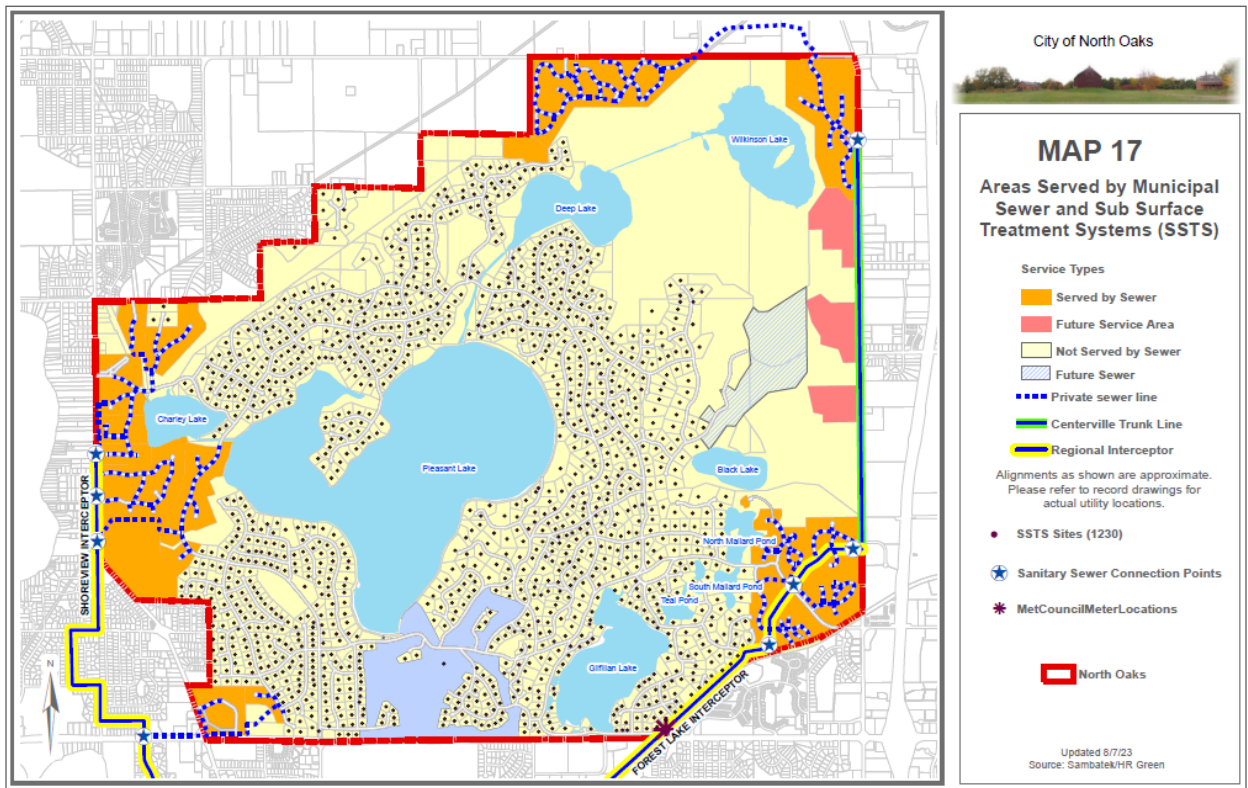 Wilkinson Lake
Deep Lake
Charley Lake
Pleasant Lake
Black Lake
North Mallard Pond
South Mallard Pond
Teal Pond
Gilfillan Lake
SHOREVIEW INTERCEPTOR
FOREST LAKE INTERCEPTOR
N
City of North Oaks
MAP 17
Areas Served by Municipal
Sewer and Sub Surface
Treatment Systems (SSTS)
Service Types
Served by Sewer
Future Service Area
Not Served by Sewer
Future Sewer
Private sewer line
Centerville Trunk Line
Regional Interceptor
Alignments as shown are approximate.
Please refer to record drawings for
actual utility locations.
SSTS Sites (1230)
Sanitary Sewer Connection Points
MetCouncilMeterLocations
North Oaks
Updated 8/7/23
Source: Sambatek/HR Green